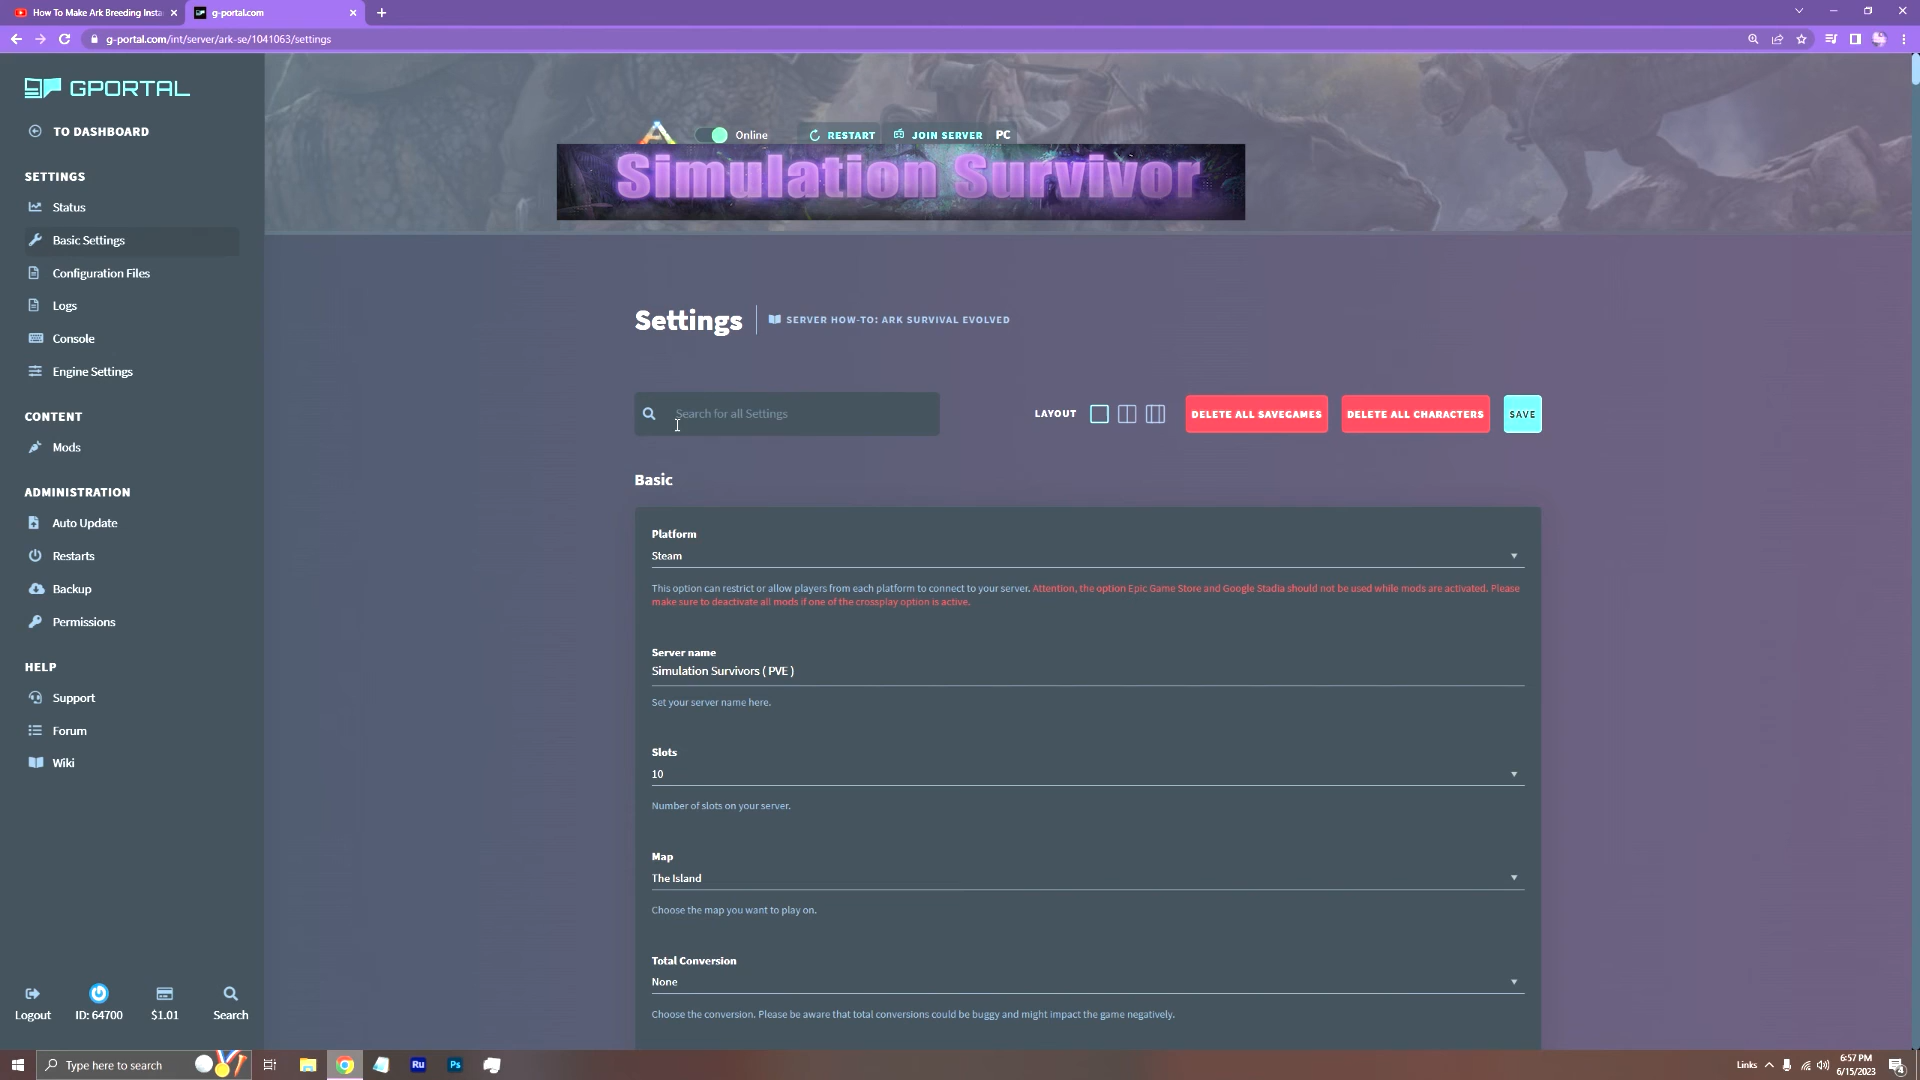 How To Make Ark Breeding Insta
g-portal.com
g-portal.com/int/server/ark-se/1041063/settings
GPORTAL
TO DASHBOARD
SETTINGS
Status
Basic Settings
Configuration Files
Logs
Console
Engine Settings
CONTENT
Mods
ADMINISTRATION
Auto Update
Restarts
Backup
Permissions
HELP
Support
Forum
Wiki
Logout
ID: 64700
$1.01
Search
Online
RESTART
JOIN SERVER
PC
Simulation Survivor
Settings
SERVER HOW-TO: ARK SURVIVAL EVOLVED
Search for all Settings
LAYOUT
DELETE ALL SAVEGAMES
DELETE ALL CHARACTERS
SAVE
Basic
Platform
Steam
This option can restrict or allow players from each platform to connect to your server. Attention, the option Epic Game Store and Google Stadia should not be used while mods are activated. Please
make sure to deactivate all mods if one of the crossplay option is active.
Server name
Simulation Survivors ( PVE )
Set your server name here.
Slots
10
Number of slots on your server.
Map
The Island
Choose the map you want to play on.
Total Conversion
None
Choose the conversion. Please be aware that total conversions could be buggy and might impact the game negatively.
Type here to search
Ru
Ps
Links
6:57 PM
6/15/2023
4